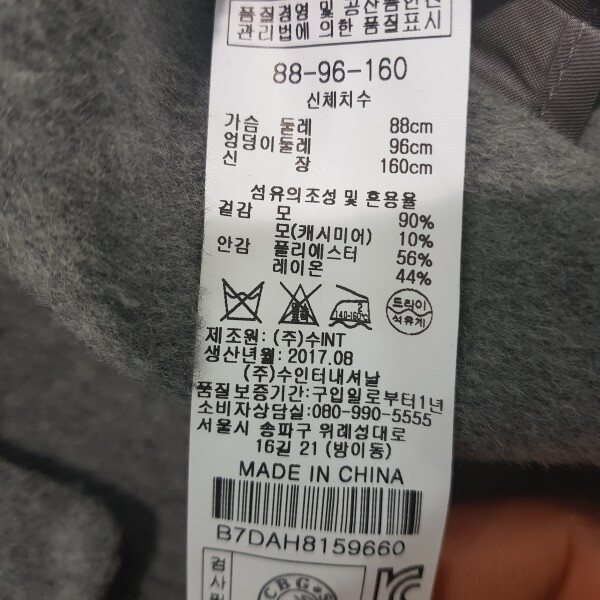 품질경영 및 공산품안전
관리법에 의한 품질표시
88-96-160
신체치수
가슴 둘레 88cm
엉덩이둘레 96cm
신 장 160cm
섬유의조성 및 혼용율
겉감 모 90%
모(캐시미어) 10%
안감 폴리에스터 56%
레이온 44%
2
140-160℃
드라이
석유계
제조원: (주)수INT
생산년월: 2017.08
(주)수인터내셔날
품질보증기간: 구입일로부터1년
소비자상담실:080-990-5555
서울시 송파구 위례성대로
16길 21 (방이동)
MADE IN CHINA
B7DAH8159660
검사
CBG